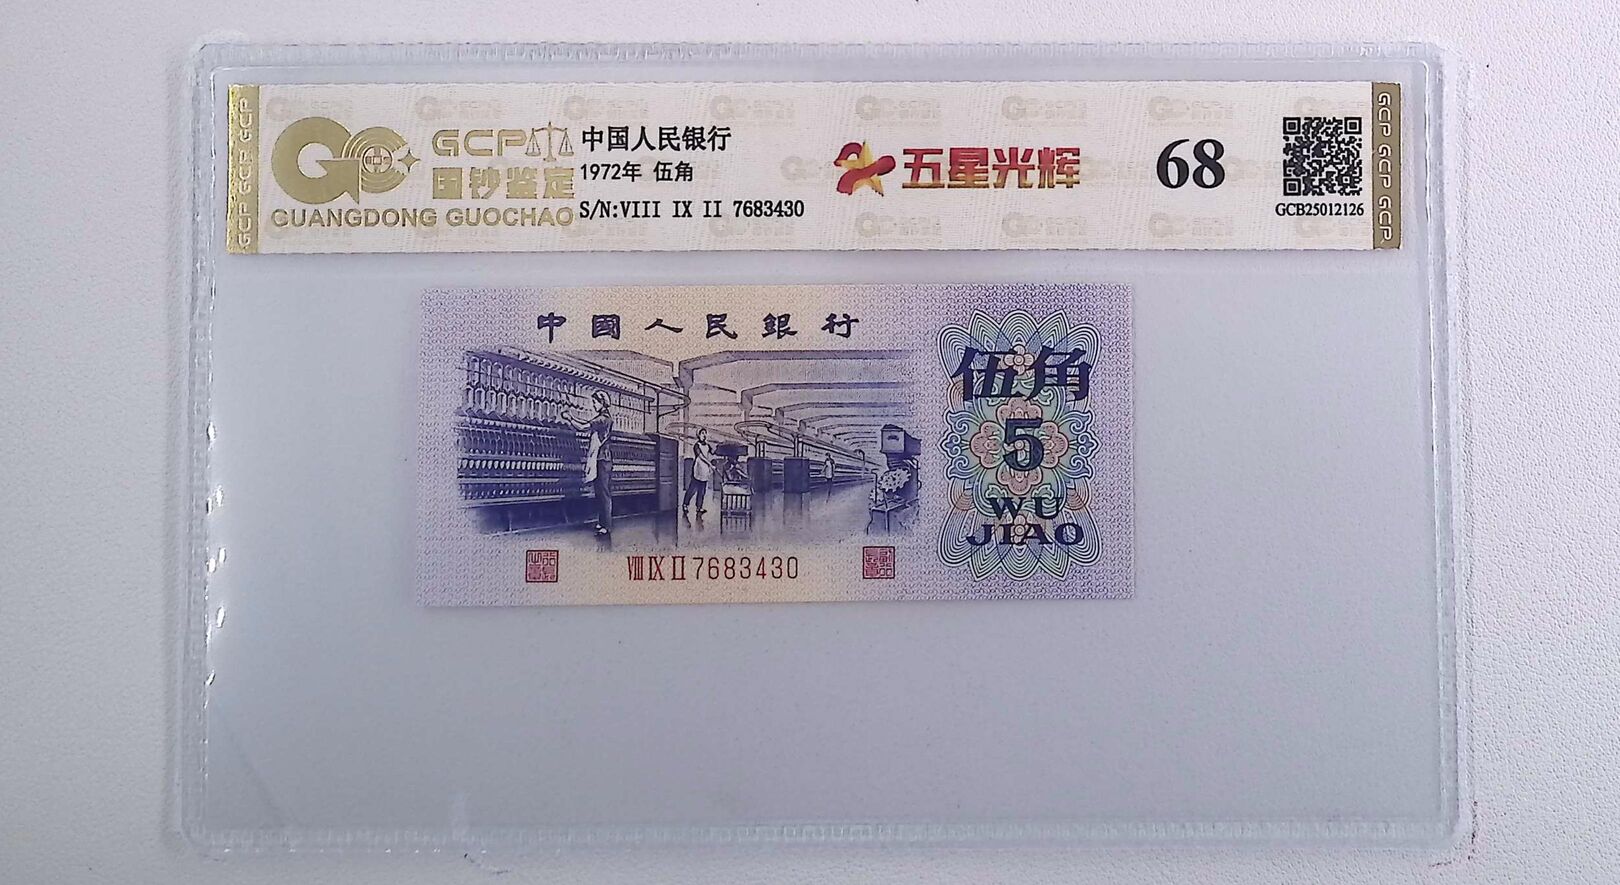 GCP
国钞鉴定
GUANGDONG GUOCHAO
中国人民银行
1972年 伍角
S/N:VIII IX II 7683430
五星光辉
68
GCB25012126
GCP GCP GCP
GCP GCP GCP
中國人民銀行
伍角
5
WU
JIAO
VIII IX II 7683430